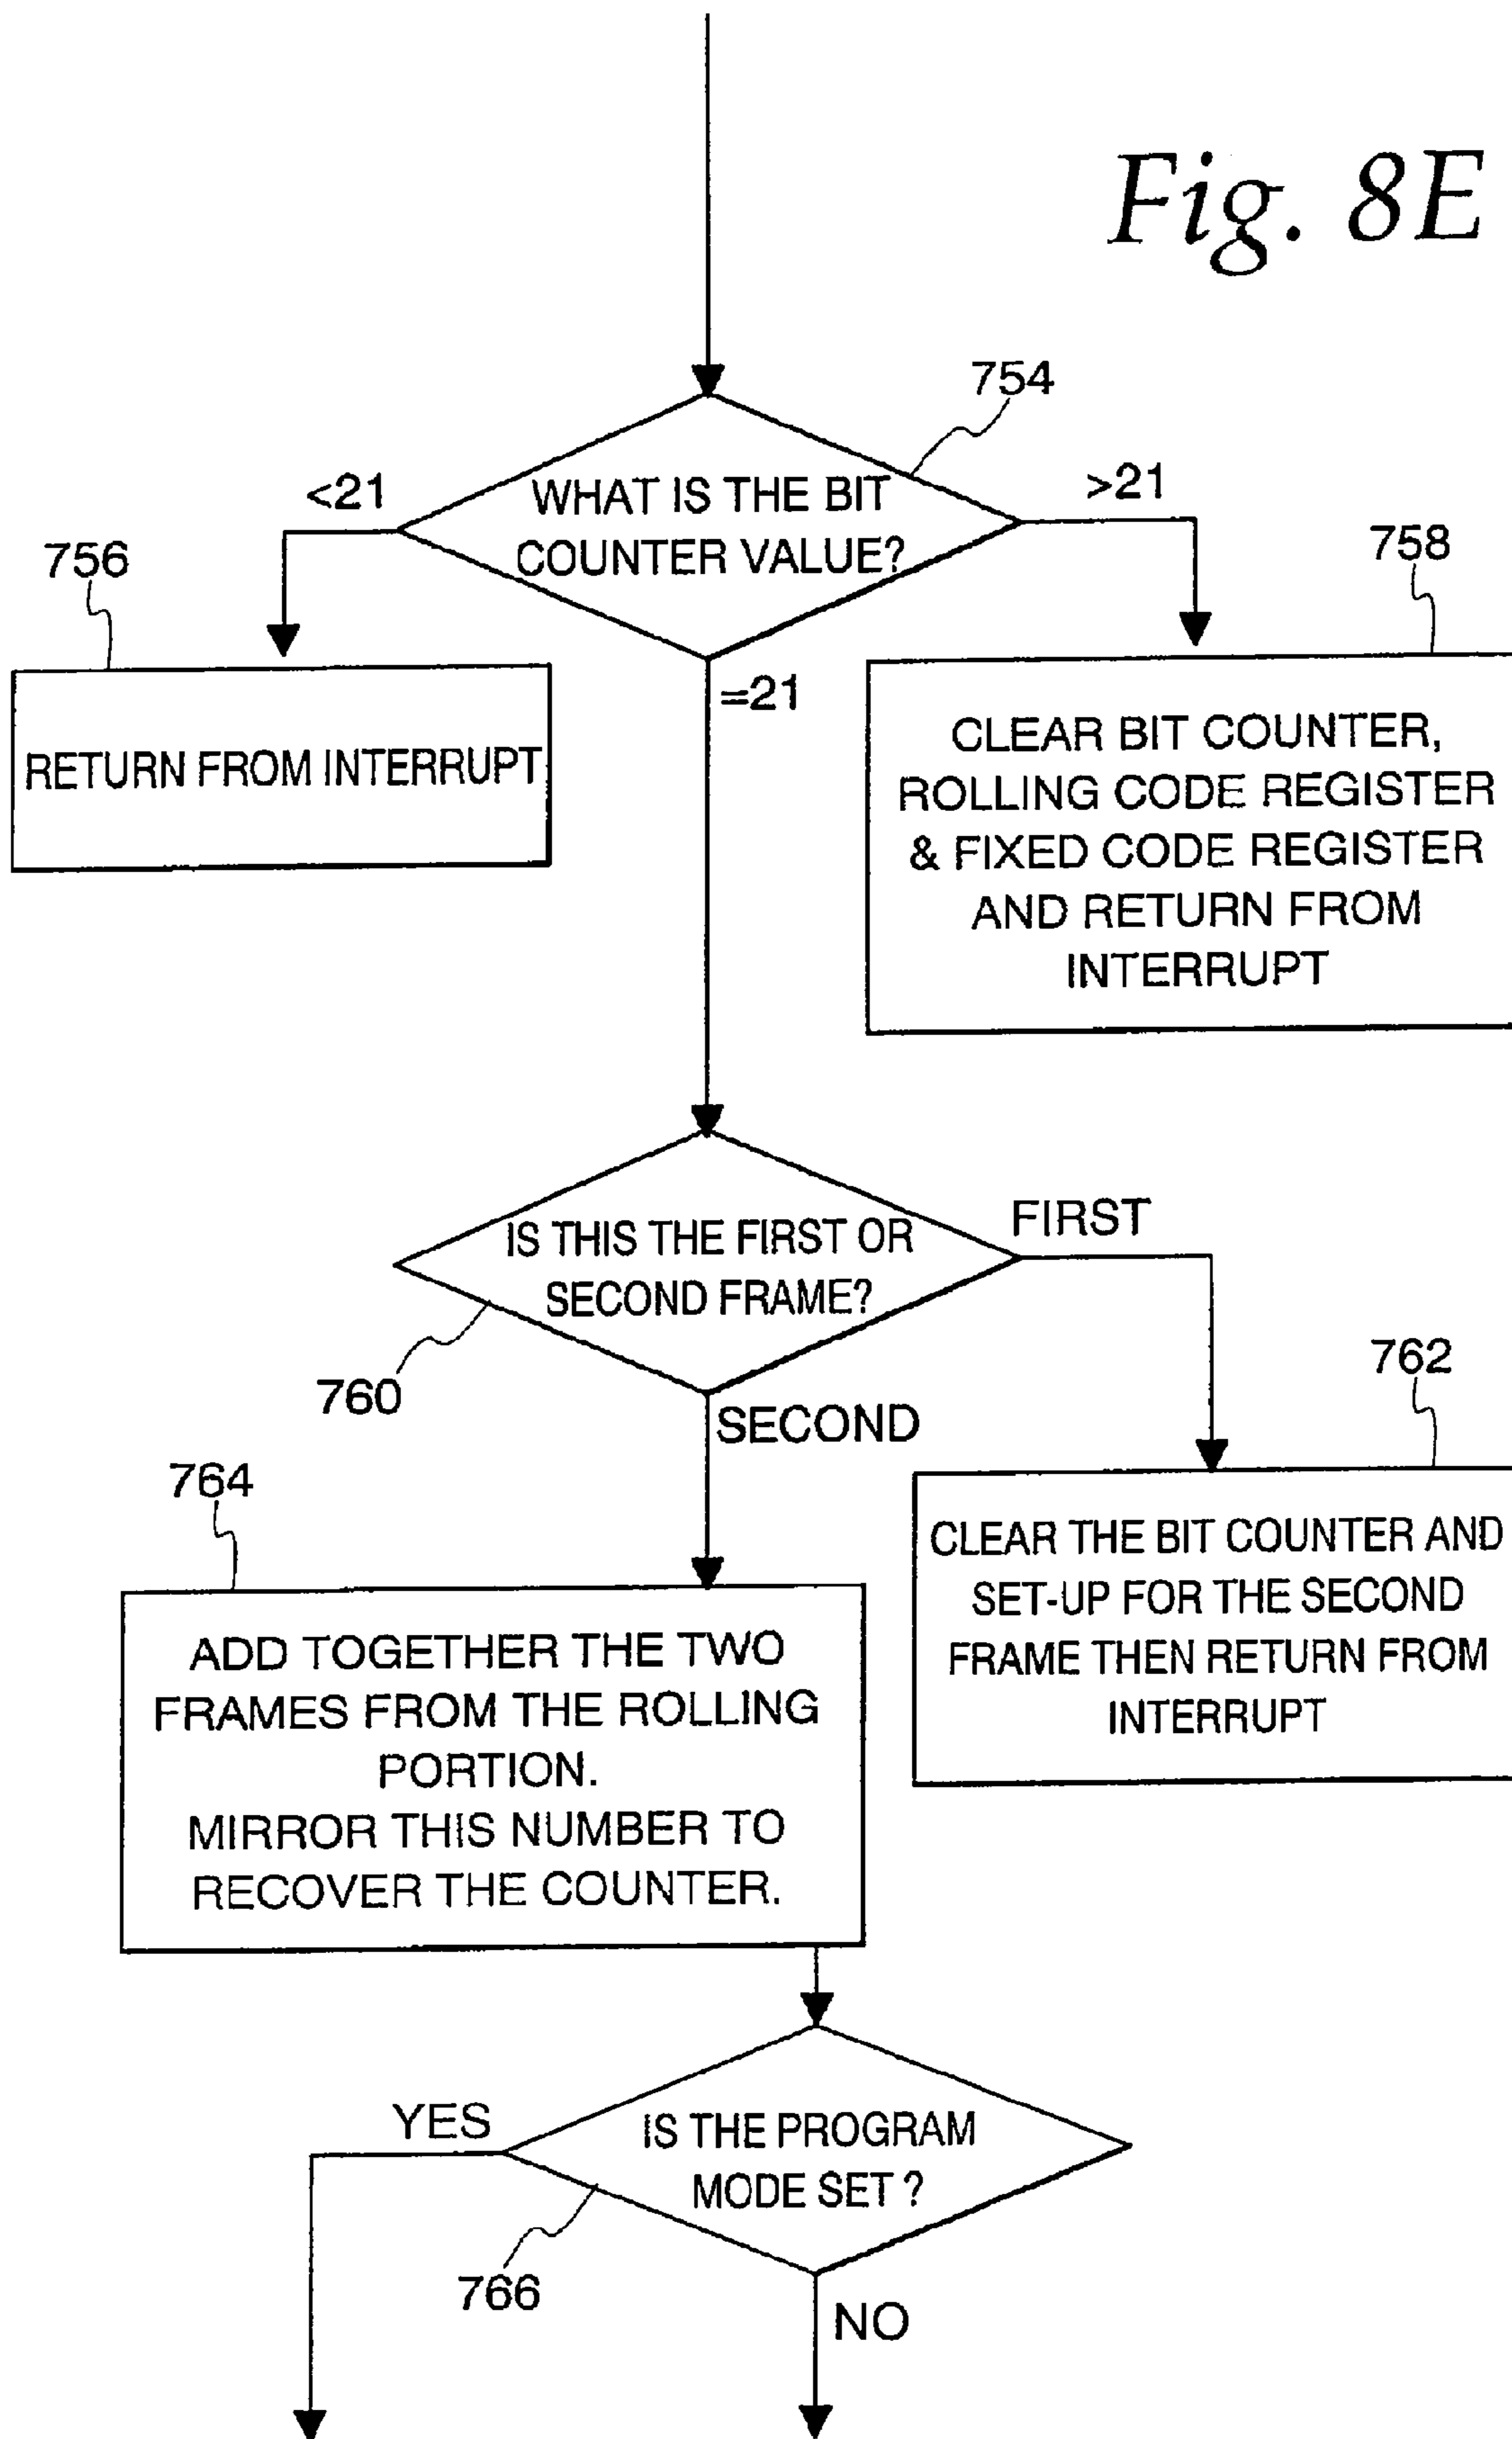 Fig. 8E
754
<21
WHAT IS THE BIT
COUNTER VALUE?
>21
756
758
=21
RETURN FROM INTERRUPT
CLEAR BIT COUNTER,
ROLLING CODE REGISTER
& FIXED CODE REGISTER
AND RETURN FROM
INTERRUPT
IS THIS THE FIRST OR
SECOND FRAME?
FIRST
760
762
SECOND
764
CLEAR THE BIT COUNTER AND
SET-UP FOR THE SECOND
FRAME THEN RETURN FROM
INTERRUPT
ADD TOGETHER THE TWO
FRAMES FROM THE ROLLING
PORTION.
MIRROR THIS NUMBER TO
RECOVER THE COUNTER.
YES
IS THE PROGRAM
MODE SET ?
766
NO